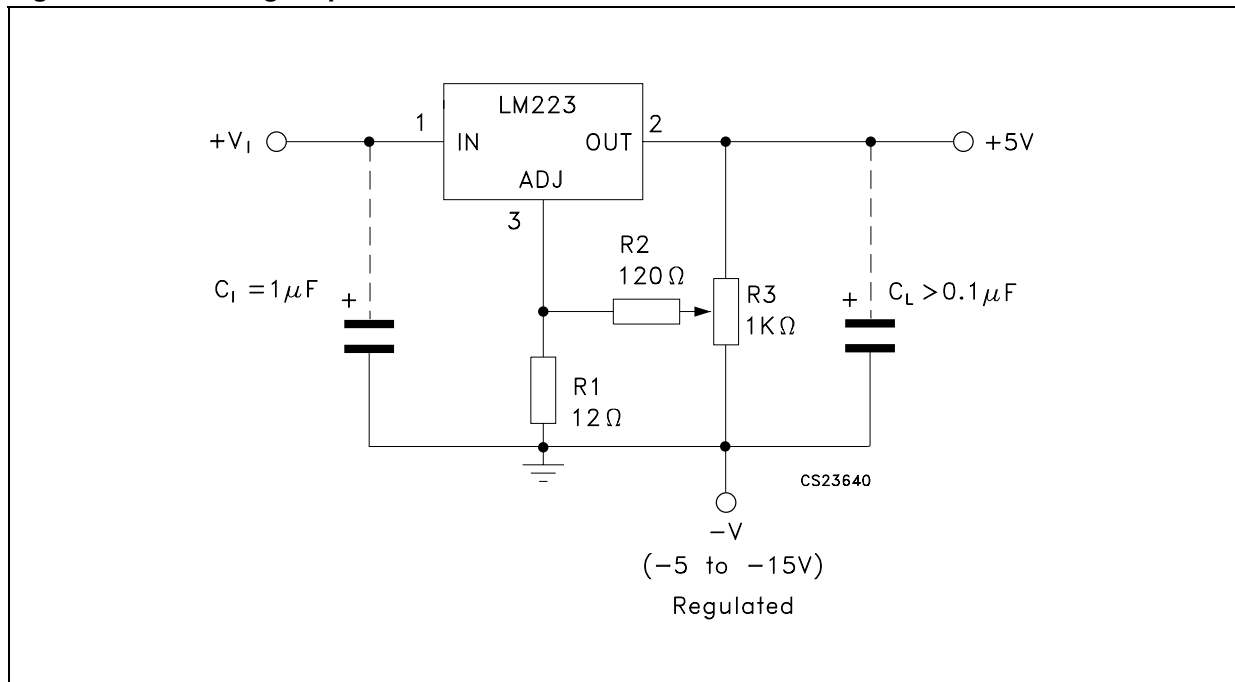 LM223
+V_I
1
IN
OUT
2
+5V
ADJ
3
R2
120Ω
C_I = 1μF
+
R3
1KΩ
+
C_L > 0.1μF
R1
12Ω
CS23640
−V
(−5 to −15V)
Regulated